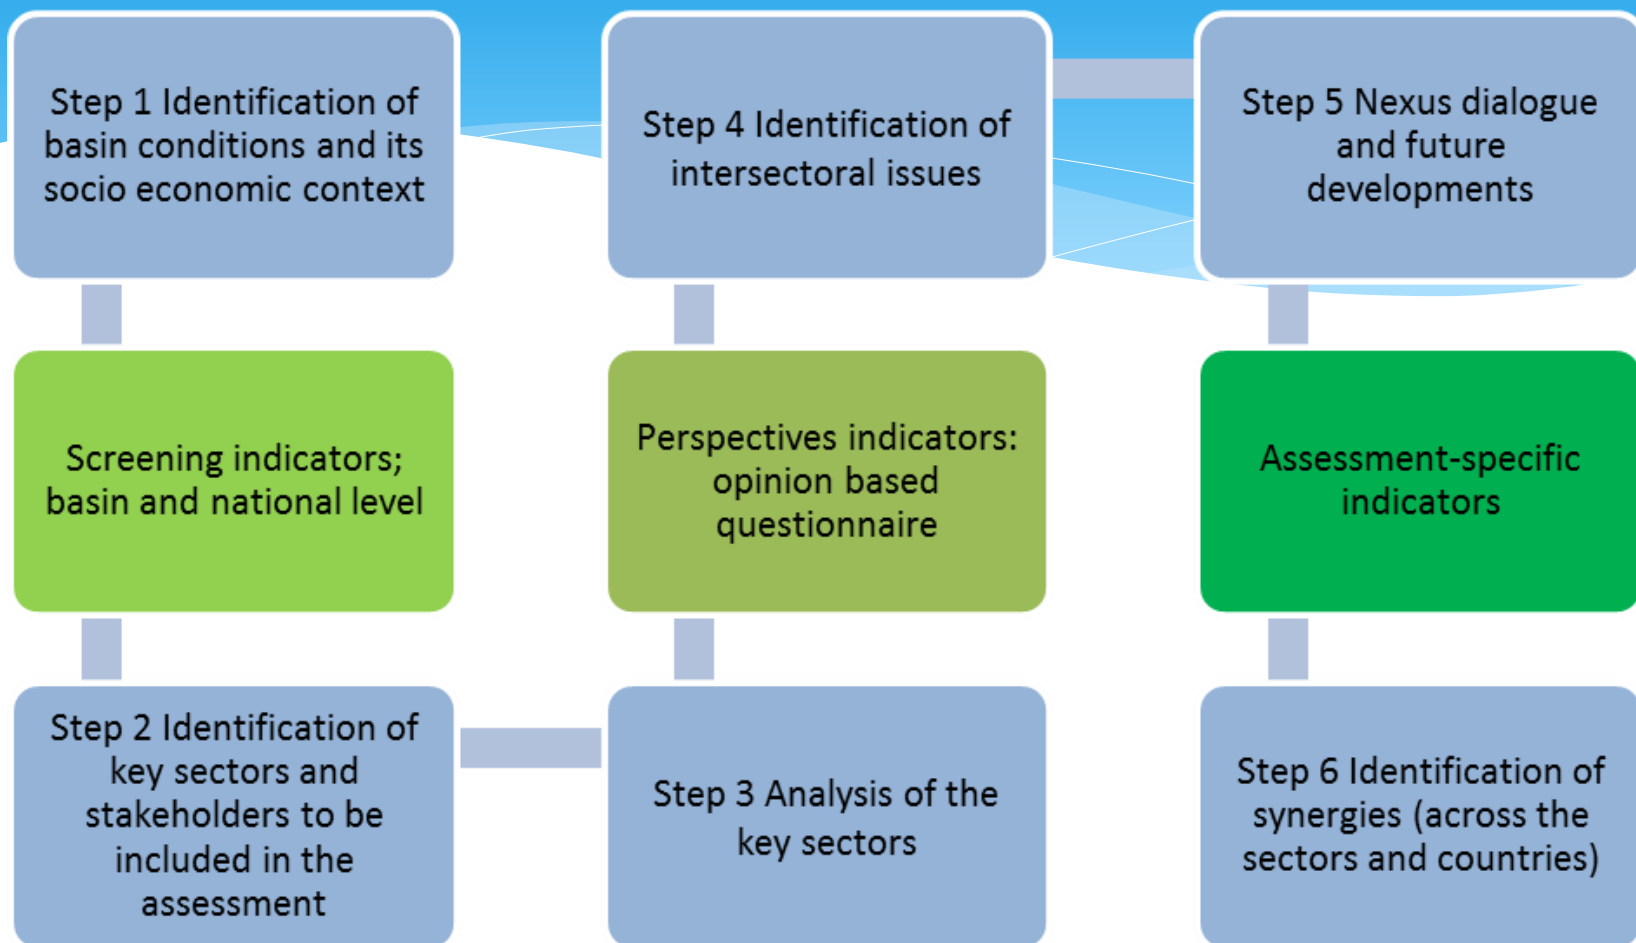 Step 1 Identification of
basin conditions and its
socio economic context
Screening indicators;
basin and national level
Step 2 Identification of
key sectors and
stakeholders to be
included in the
assessment
Step 3 Analysis of the
key sectors
Perspectives indicators:
opinion based
questionnaire
Step 4 Identification of
intersectoral issues
Step 5 Nexus dialogue
and future
developments
Assessment-specific
indicators
Step 6 Identification of
synergies (across the
sectors and countries)